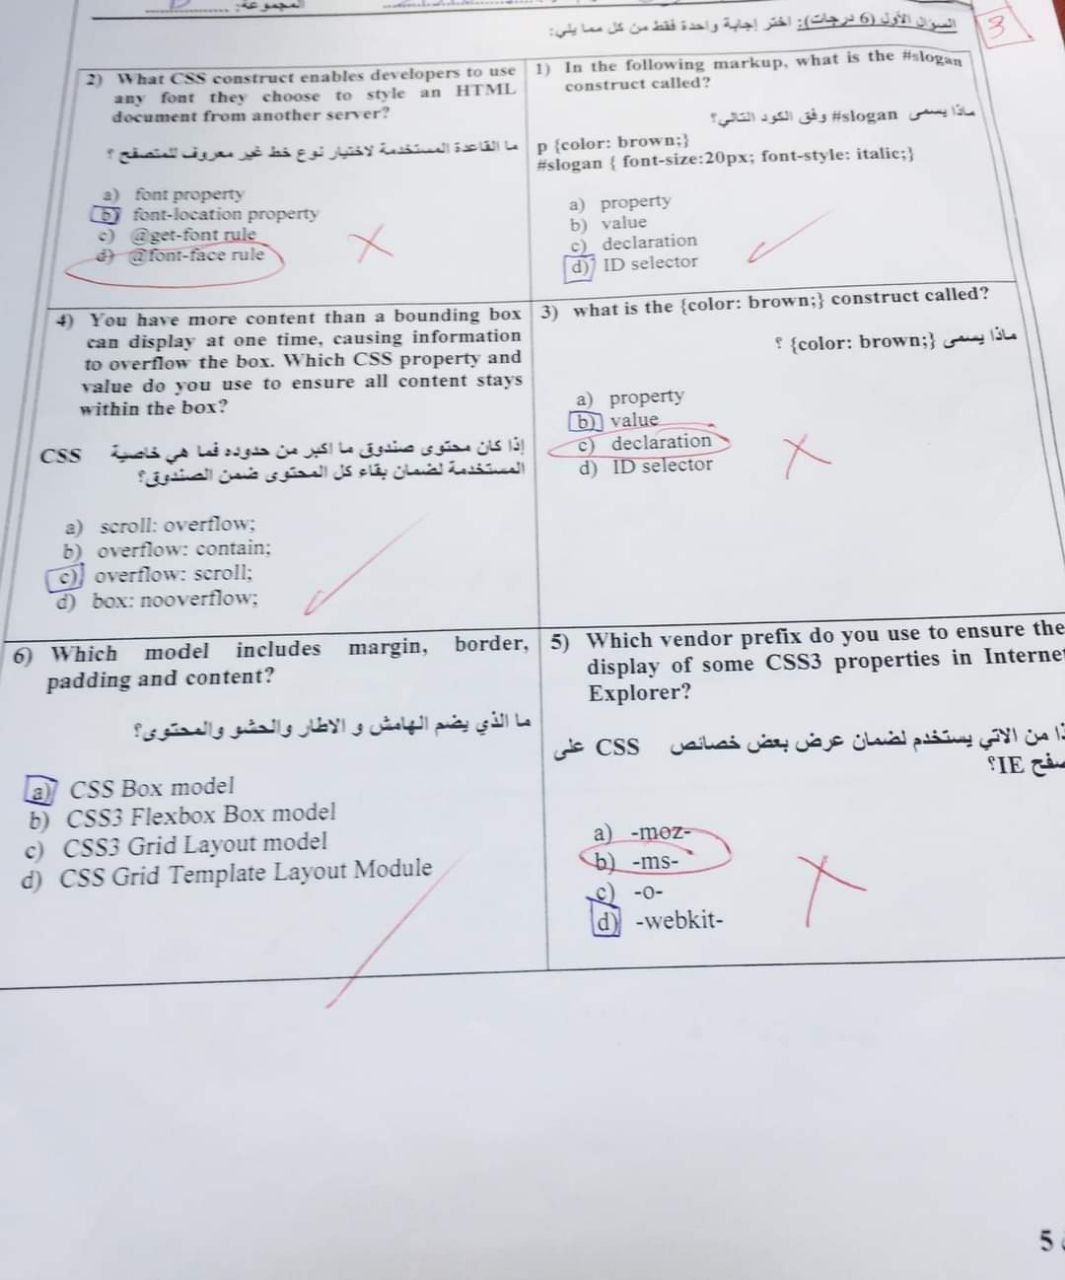 المجموعة:
السؤال الأول (6 درجات): اختر إجابة واحدة فقط من كل مما يلي:
3
1) In the following markup, what is the #slogan
construct called?
ماذا يسمى #slogan وفق الكود التالي؟
p {color: brown;}
#slogan { font-size:20px; font-style: italic;}
a) property
b) value
c) declaration
d) ID selector
2) What CSS construct enables developers to use
any font they choose to style an HTML
document from another server?
ما القاعدة المستخدمة لاختيار نوع خط غير معروف للمتصفح ؟
a) font property
b) font-location property
c) @get-font rule
d) @font-face rule
3) what is the {color: brown;} construct called?
ماذا يسمى {color: brown;} ؟
a) property
b) value
c) declaration
d) ID selector
4) You have more content than a bounding box
can display at one time, causing information
to overflow the box. Which CSS property and
value do you use to ensure all content stays
within the box?
إذا كان محتوى صندوق ما اكبر من حدوده فما هي خاصية CSS
المستخدمة لضمان بقاء كل المحتوى ضمن الصندوق؟
a) scroll: overflow;
b) overflow: contain;
c) overflow: scroll;
d) box: nooverflow;
5) Which vendor prefix do you use to ensure the
display of some CSS3 properties in Internet
Explorer?
من الاتي يستخدم لضمان عرض بعض خصائص CSS على
IE؟
a) -moz-
b) -ms-
c) -o-
d) -webkit-
6) Which model includes margin, border,
padding and content?
ما الذي يضم الهامش و الاطار والحشو والمحتوى؟
a) CSS Box model
b) CSS3 Flexbox Box model
c) CSS3 Grid Layout model
d) CSS Grid Template Layout Module
5